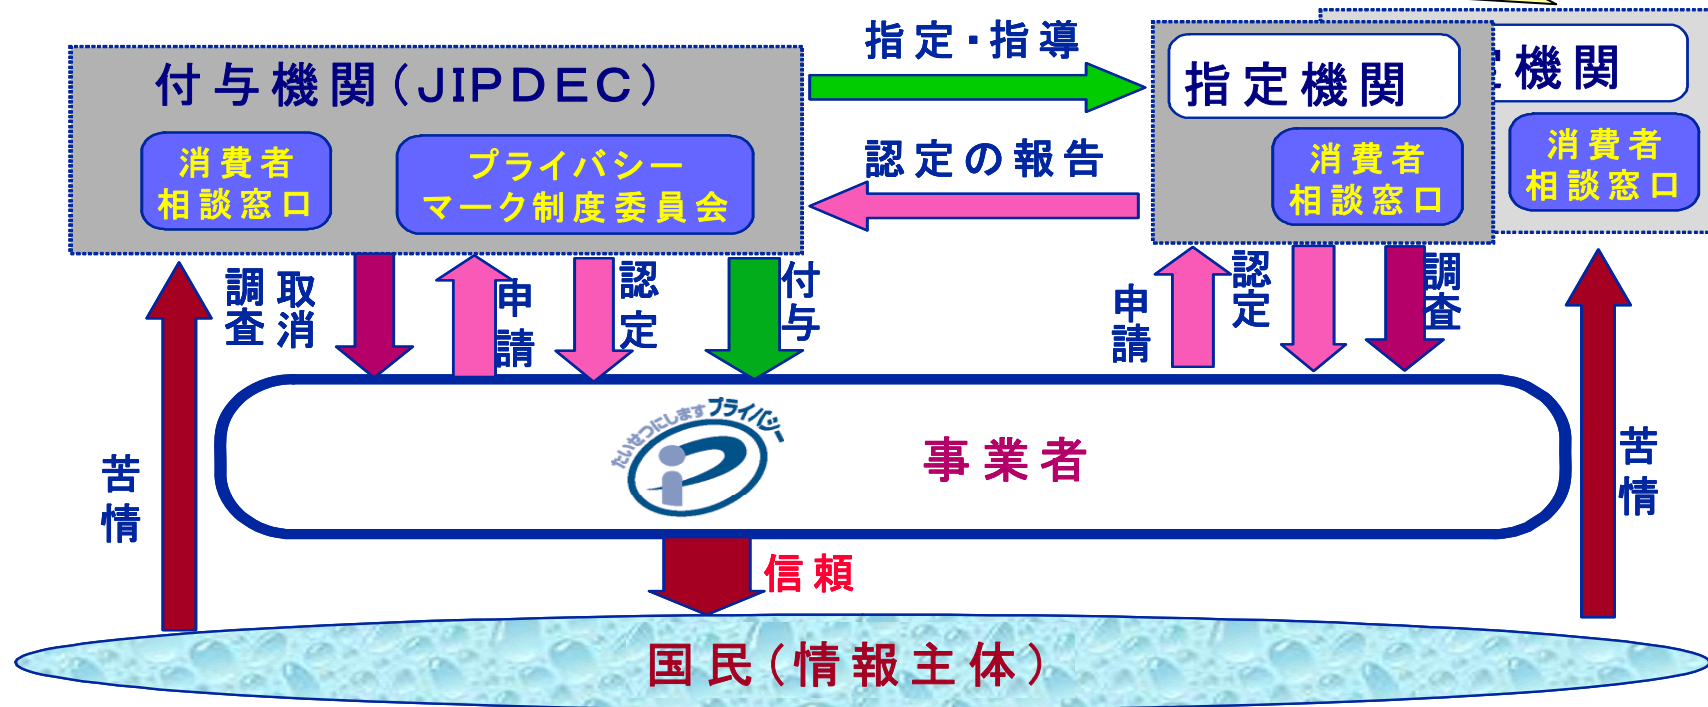 指定・指導
付与機関(JIPDEC)
指定機関
定機関
消費者
相談窓口
プライバシー
マーク制度委員会
認定の報告
消費者
相談窓口
消費者
相談窓口
調査
取消
申請
認定
付与
申請
認定
調査
たいせつにしますプライバシー
事業者
苦情
苦情
信頼
国民(情報主体)